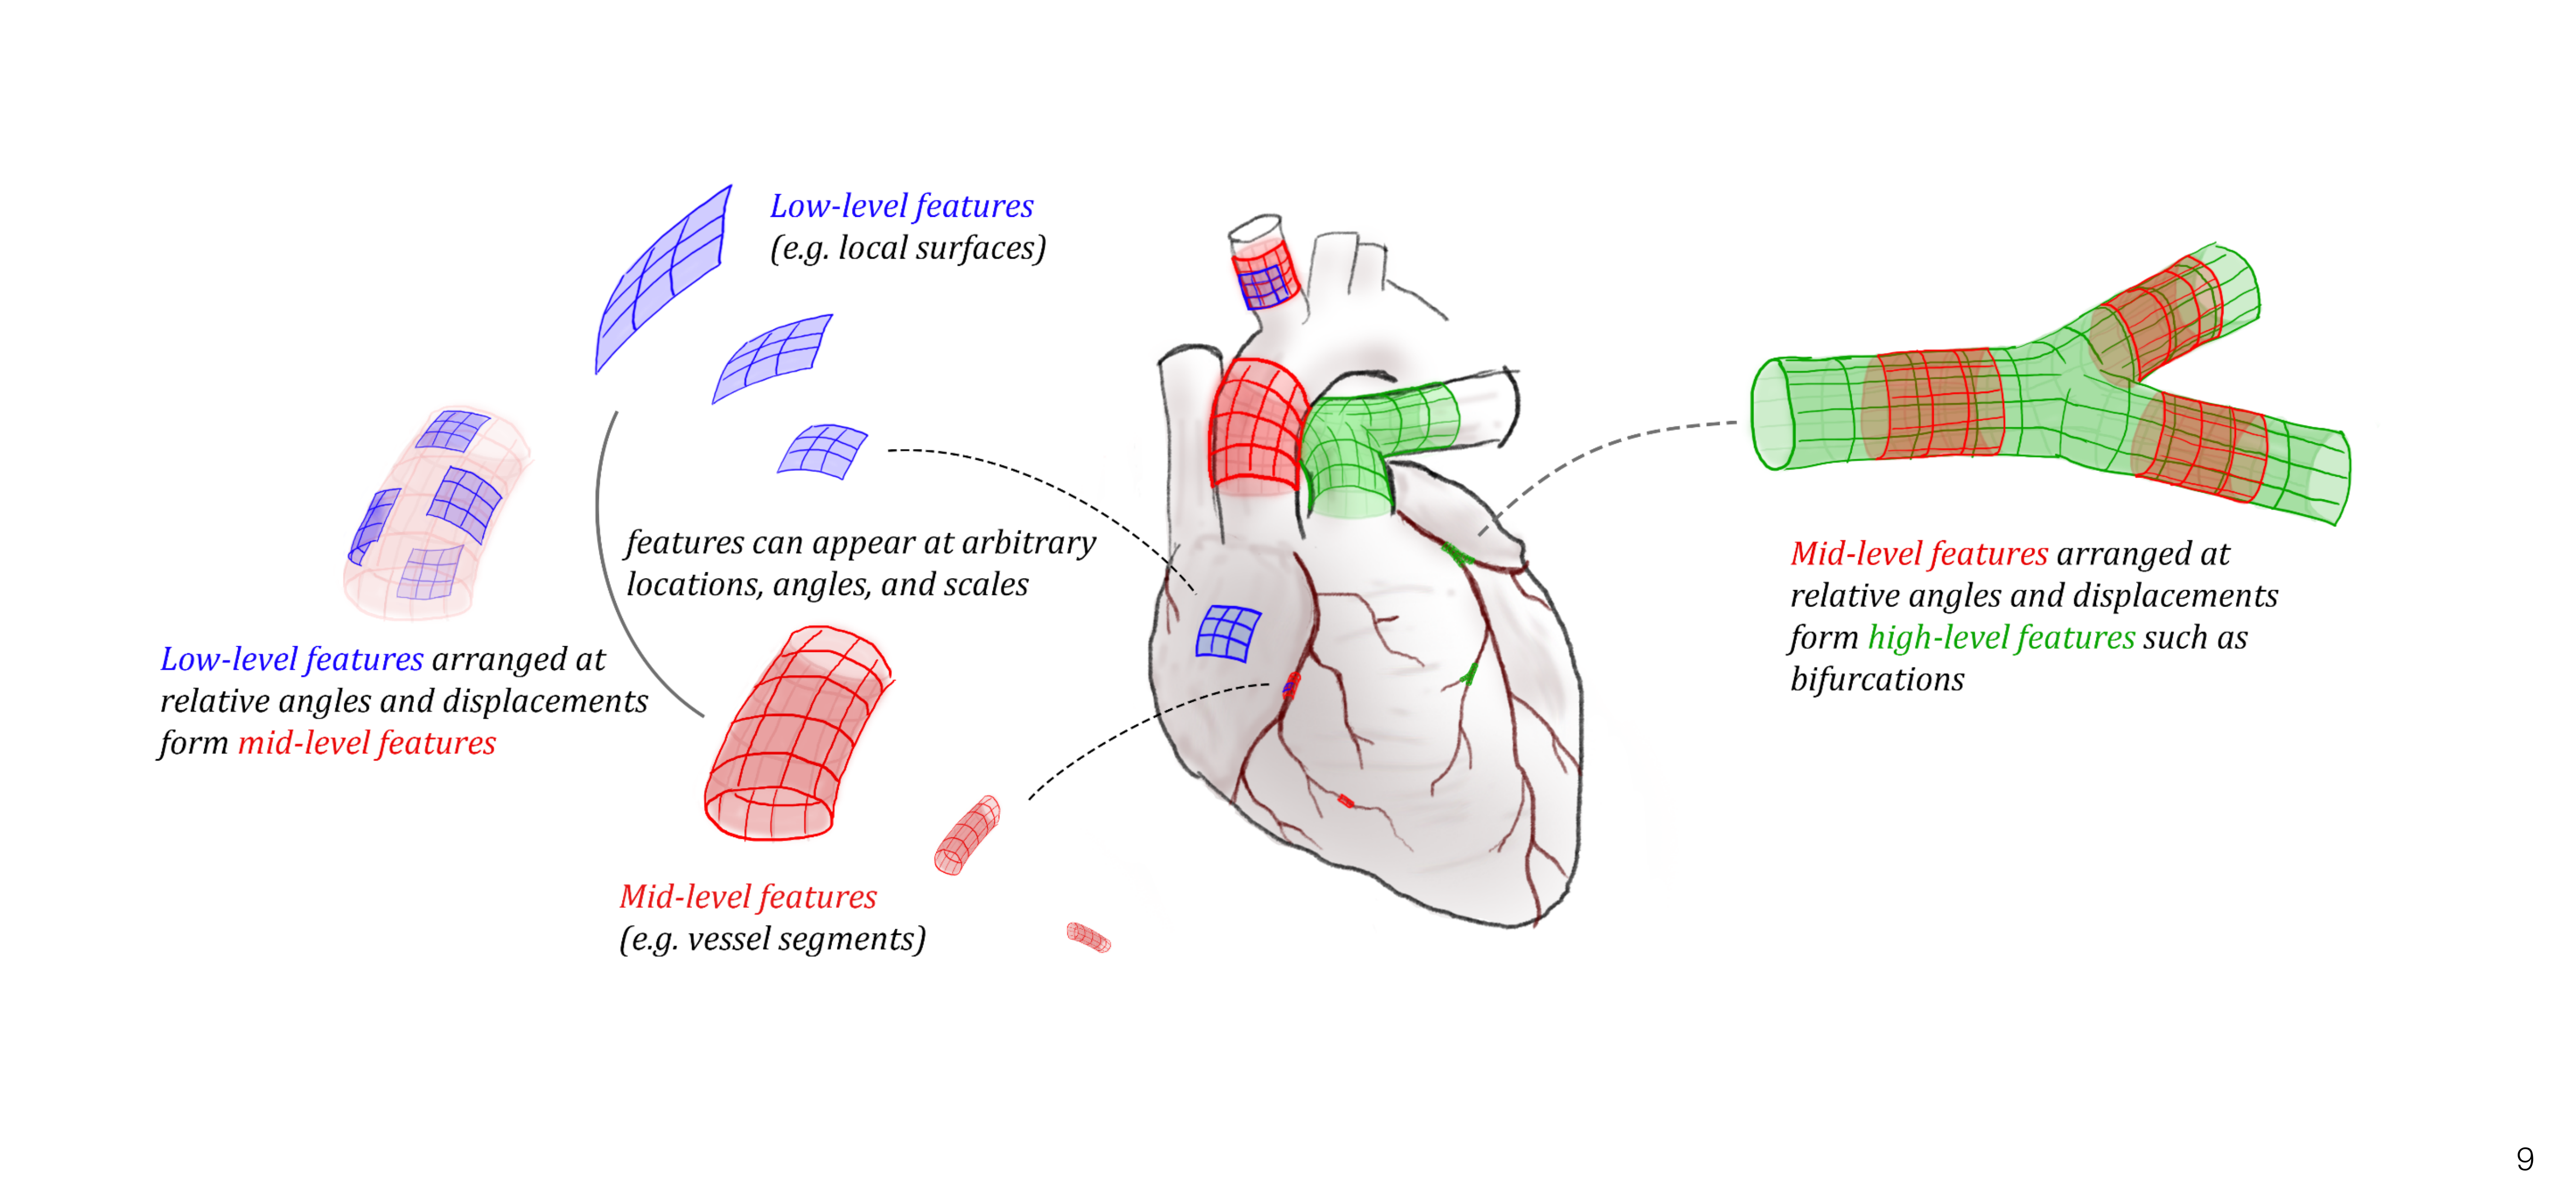 Low-level features
(e.g. local surfaces)
features can appear at arbitrary
locations, angles, and scales
Low-level features arranged at
relative angles and displacements
form mid-level features
Mid-level features
(e.g. vessel segments)
Mid-level features arranged at
relative angles and displacements
form high-level features such as
bifurcations
9